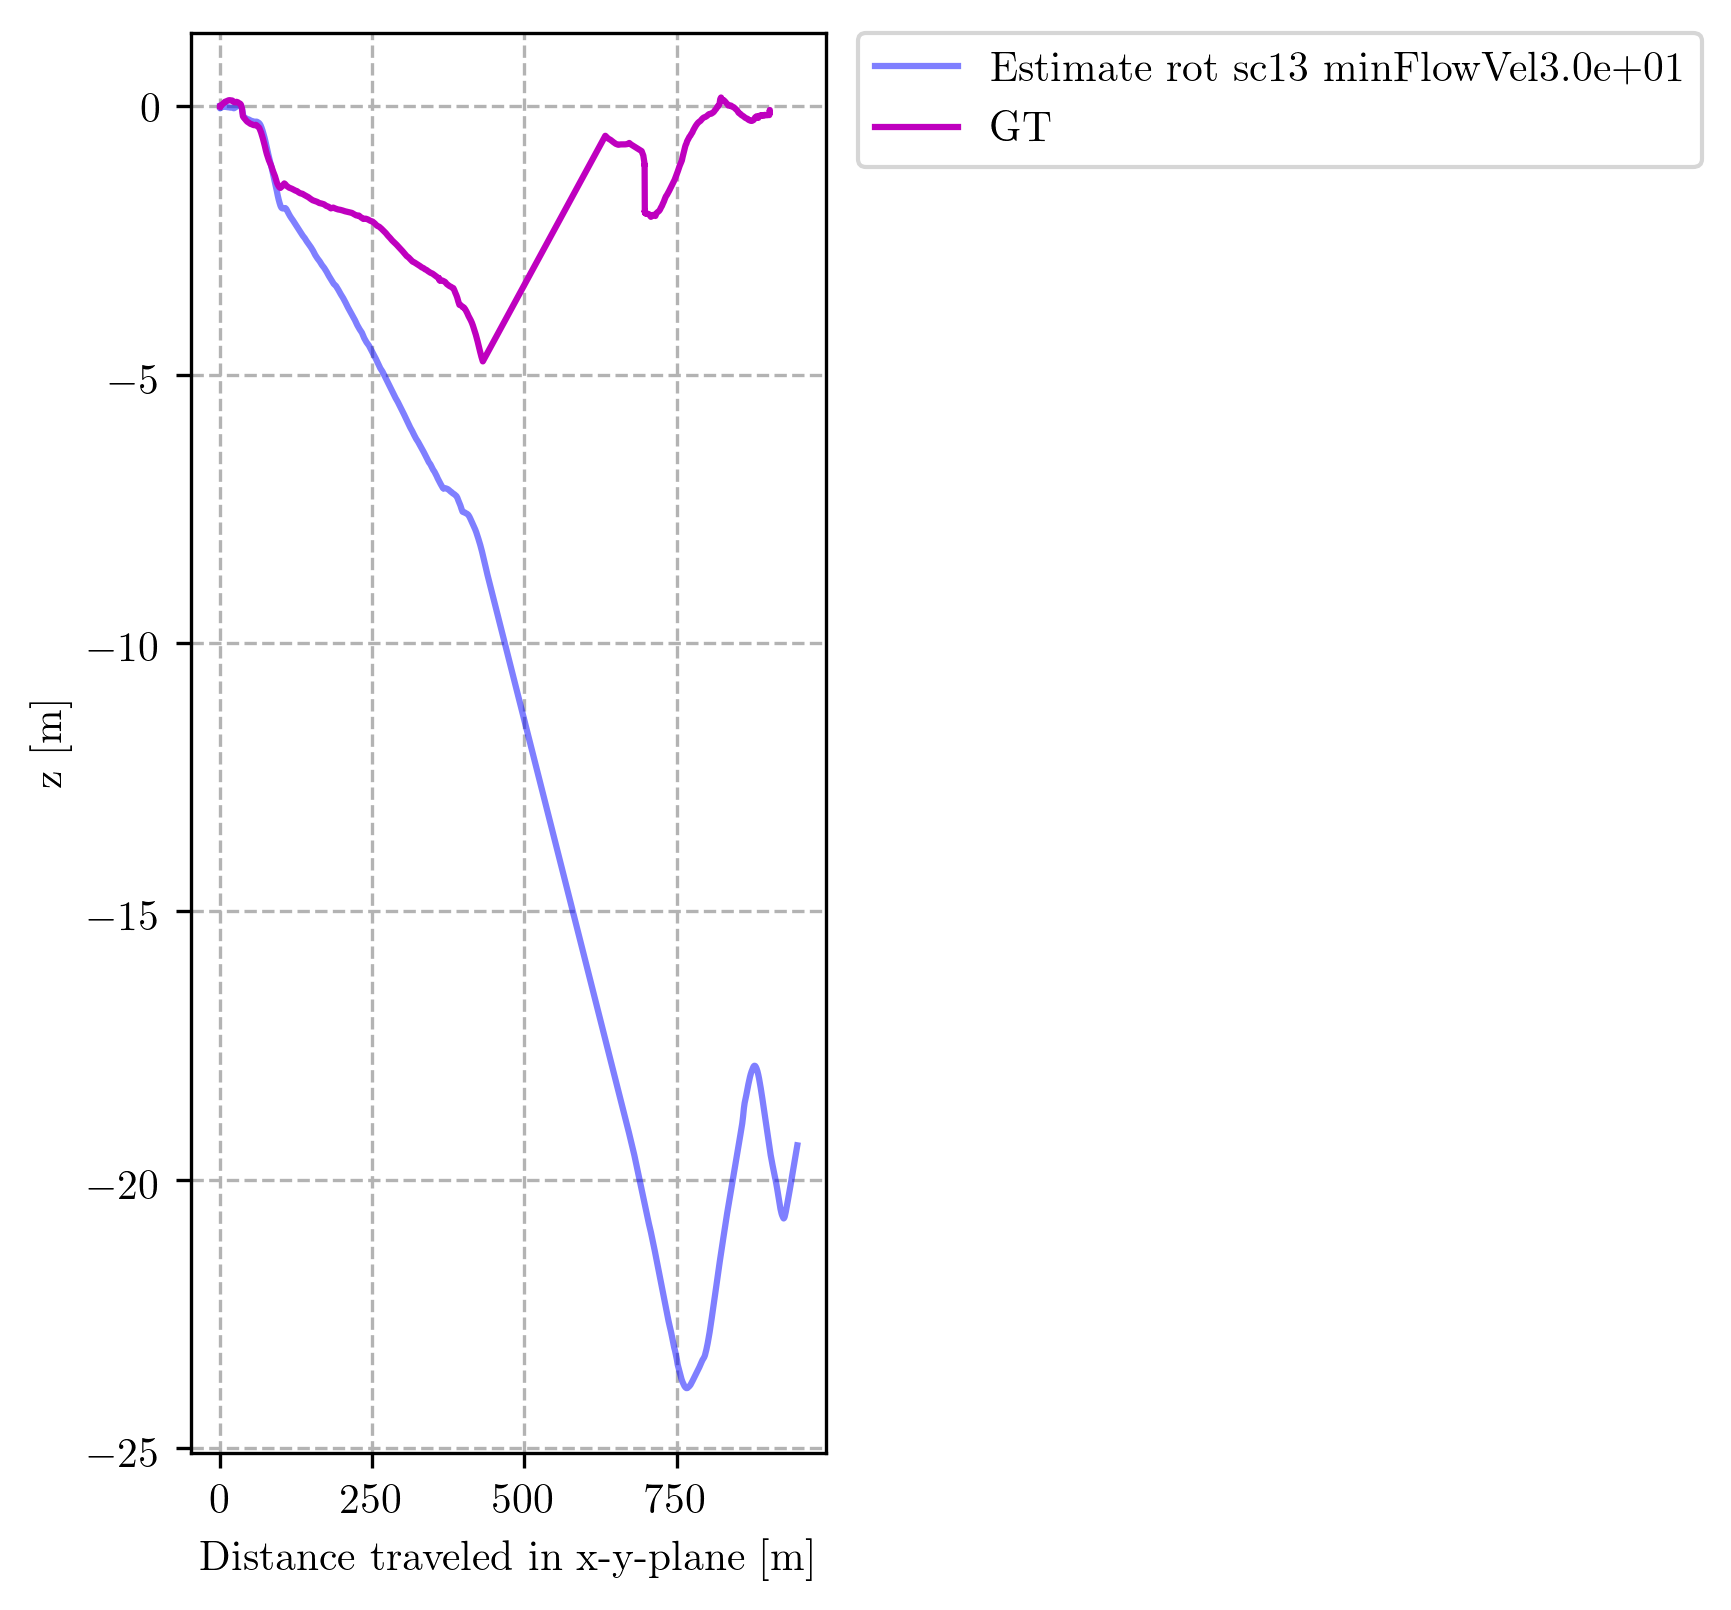 Estimate rot sc13 minFlowVel3.0e+01
GT
0
−5
−10
−15
−20
−25
z [m]
0 250 500 750
Distance traveled in x-y-plane [m]